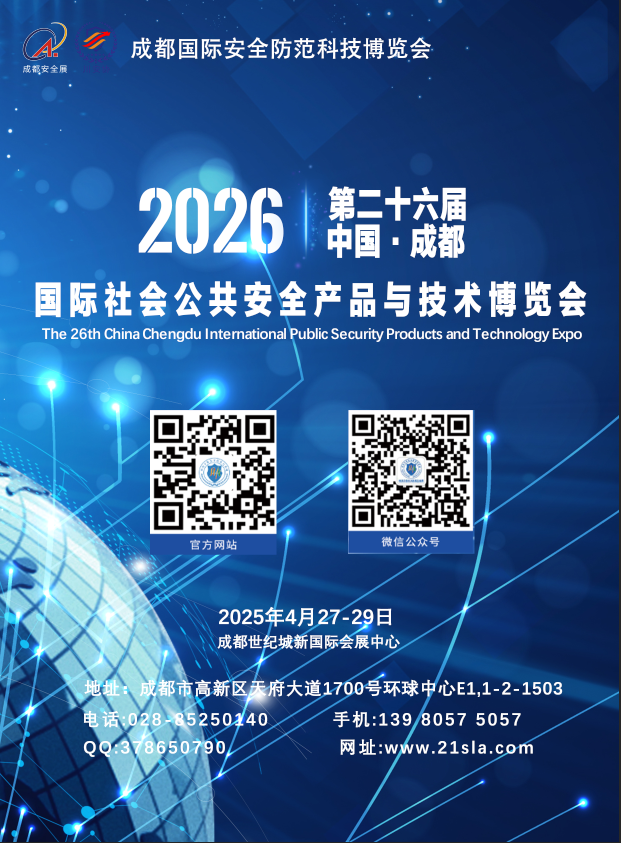 成都安全展
成都国际安全防范科技博览会
2026
第二十六届
中国·成都
国际社会公共安全产品与技术博览会
The 26th China Chengdu International Public Security Products and Technology Expo
官方网站
微信公众号
2025年4月27-29日
成都世纪城新国际会展中心
地址：成都市高新区天府大道1700号环球中心E1,1-2-1503
电话:028-85250140
手机:139 8057 5057
QQ:378650790
网址:www.21sla.com